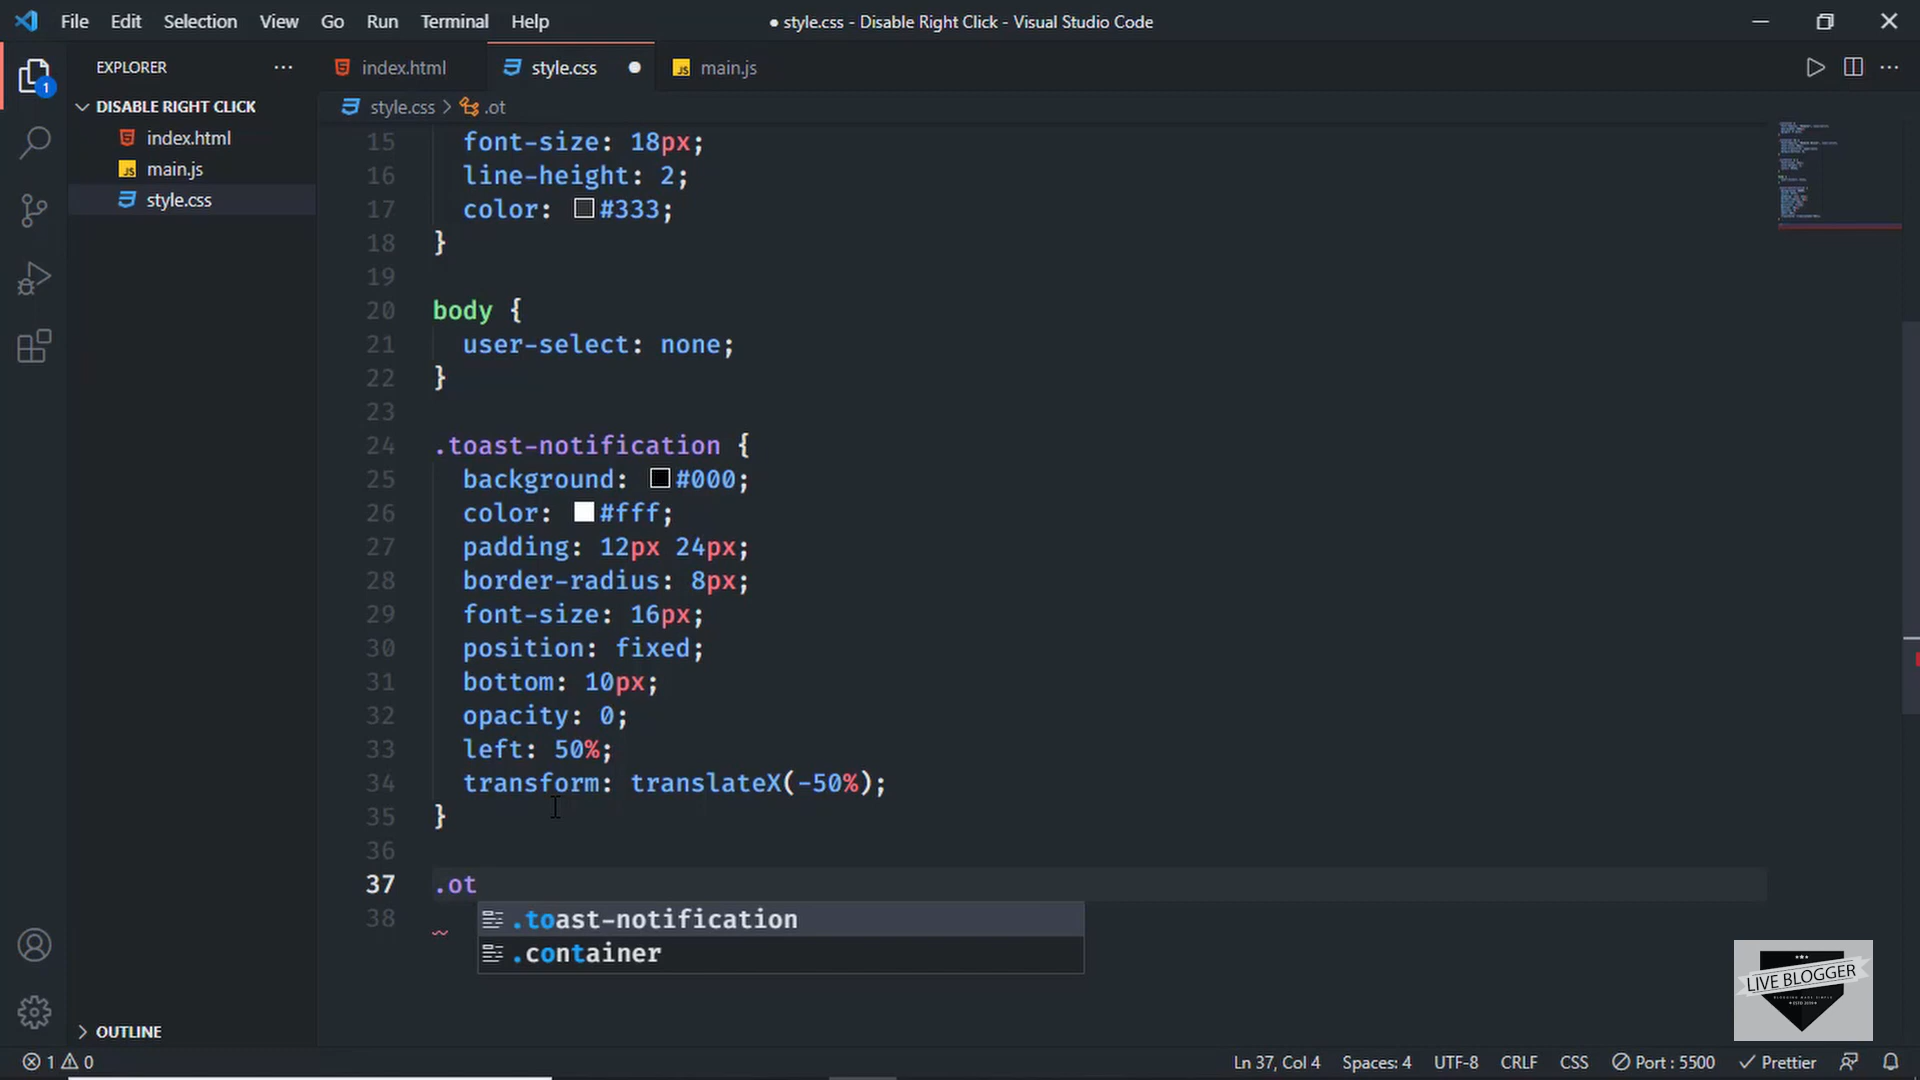 File Edit Selection View Go Run Terminal Help
● style.css - Disable Right Click - Visual Studio Code
EXPLORER
1
DISABLE RIGHT CLICK
index.html
JS main.js
style.css
OUTLINE
index.html
style.css
JS main.js
style.css > .ot
15 font-size: 18px;
16 line-height: 2;
17 color: #333;
18 }
19
20 body {
21 user-select: none;
22 }
23
24 .toast-notification {
25 background: #000;
26 color: #fff;
27 padding: 12px 24px;
28 border-radius: 8px;
29 font-size: 16px;
30 position: fixed;
31 bottom: 10px;
32 opacity: 0;
33 left: 50%;
34 transform: translateX(-50%);
35 }
36
37 .ot
38
.toast-notification
.container
LIVE BLOGGER
1 0
Ln 37, Col 4 Spaces: 4 UTF-8 CRLF CSS Port : 5500 Prettier